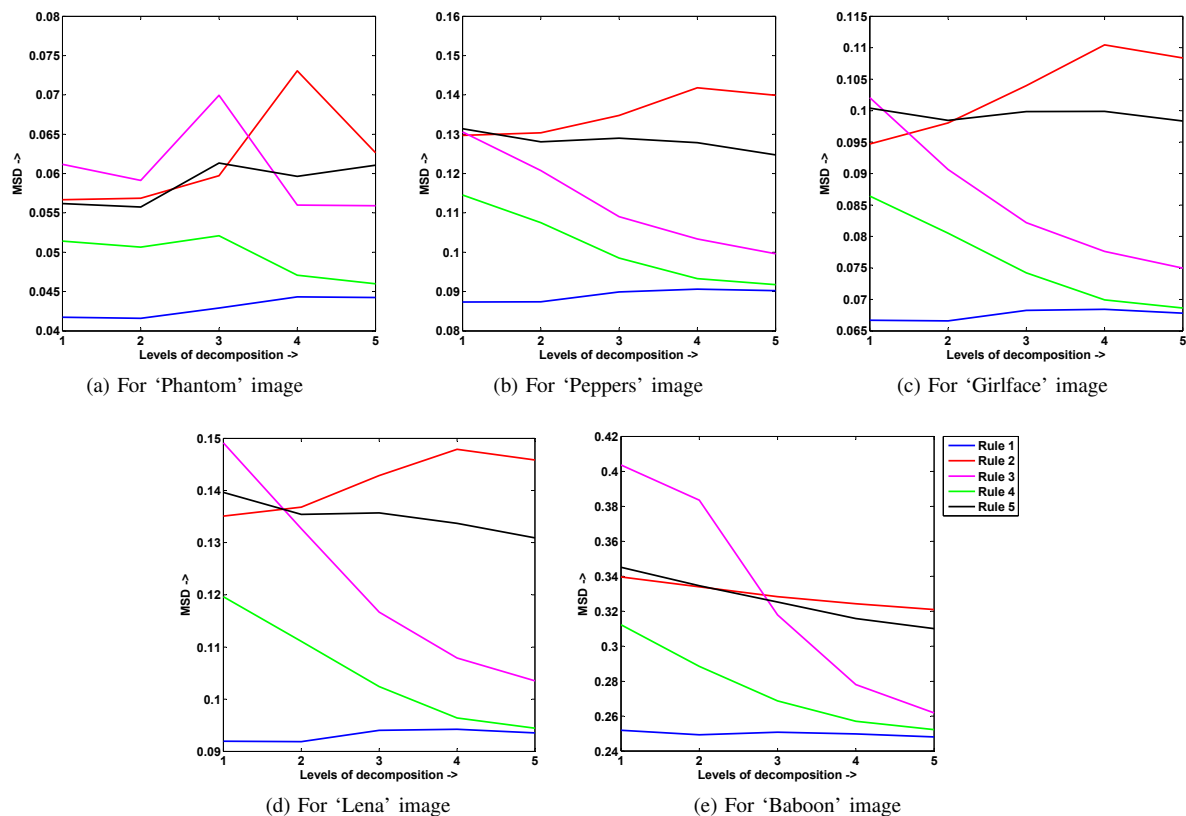 0.08
0.075
0.07
0.065
0.06
0.055
0.05
0.045
0.04
MSD ->
1 2 3 4 5
Levels of decomposition ->
(a) For ‘Phantom’ image
0.16
0.15
0.14
0.13
0.12
0.11
0.1
0.09
0.08
MSD ->
1 2 3 4 5
Levels of decomposition ->
(b) For ‘Peppers’ image
0.115
0.11
0.105
0.1
0.095
0.09
0.085
0.08
0.075
0.07
0.065
MSD ->
1 2 3 4 5
Levels of decomposition ->
(c) For ‘Girlface’ image
0.15
0.14
0.13
0.12
0.11
0.1
0.09
MSD ->
1 2 3 4 5
Levels of decomposition ->
(d) For ‘Lena’ image
0.42
0.4
0.38
0.36
0.34
0.32
0.3
0.28
0.26
0.24
MSD ->
1 2 3 4 5
Levels of decomposition ->
(e) For ‘Baboon’ image
Rule 1
Rule 2
Rule 3
Rule 4
Rule 5